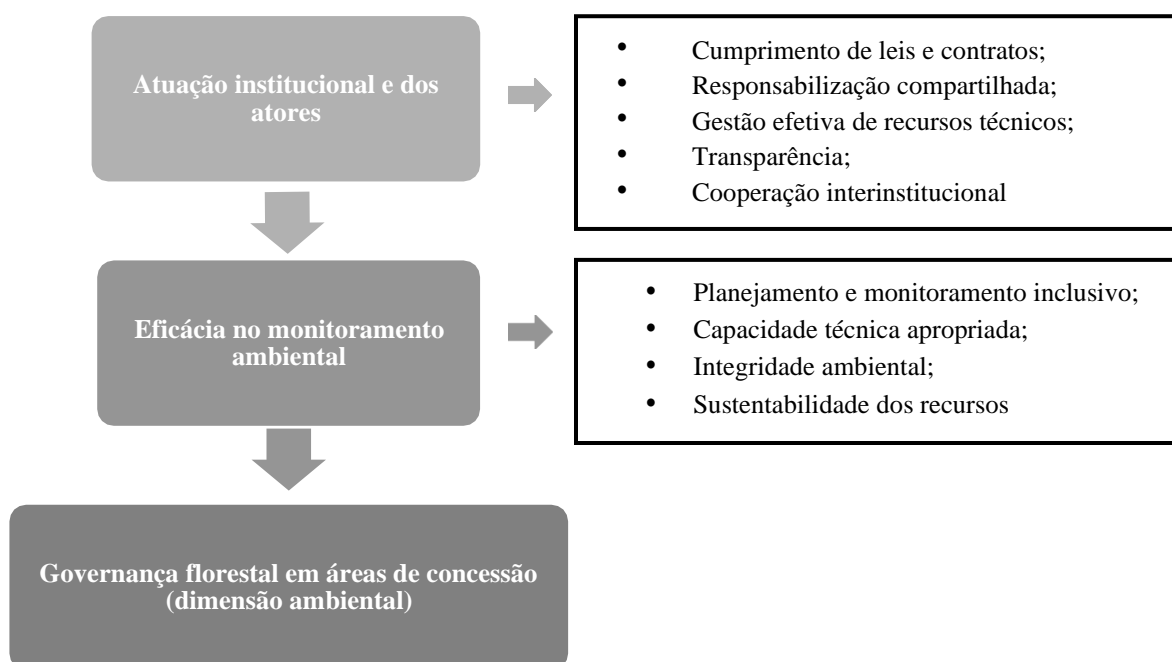 Atuação institucional e dos
atores
• Cumprimento de leis e contratos;
• Responsabilização compartilhada;
• Gestão efetiva de recursos técnicos;
• Transparência;
• Cooperação interinstitucional
Eficácia no monitoramento
ambiental
• Planejamento e monitoramento inclusivo;
• Capacidade técnica apropriada;
• Integridade ambiental;
• Sustentabilidade dos recursos
Governança florestal em áreas de concessão
(dimensão ambiental)